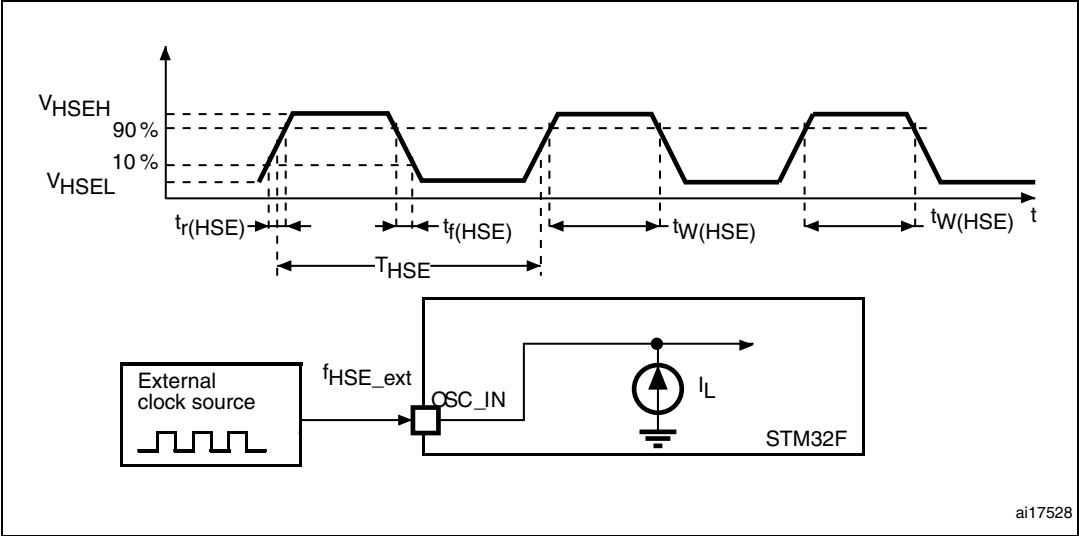 VHSEH
90 %
10 %
VHSEL
tr(HSE)
tf(HSE)
tW(HSE)
tW(HSE)
t
THSE
External
clock source
fHSE_ext
OSC_IN
IL
STM32F
ai17528